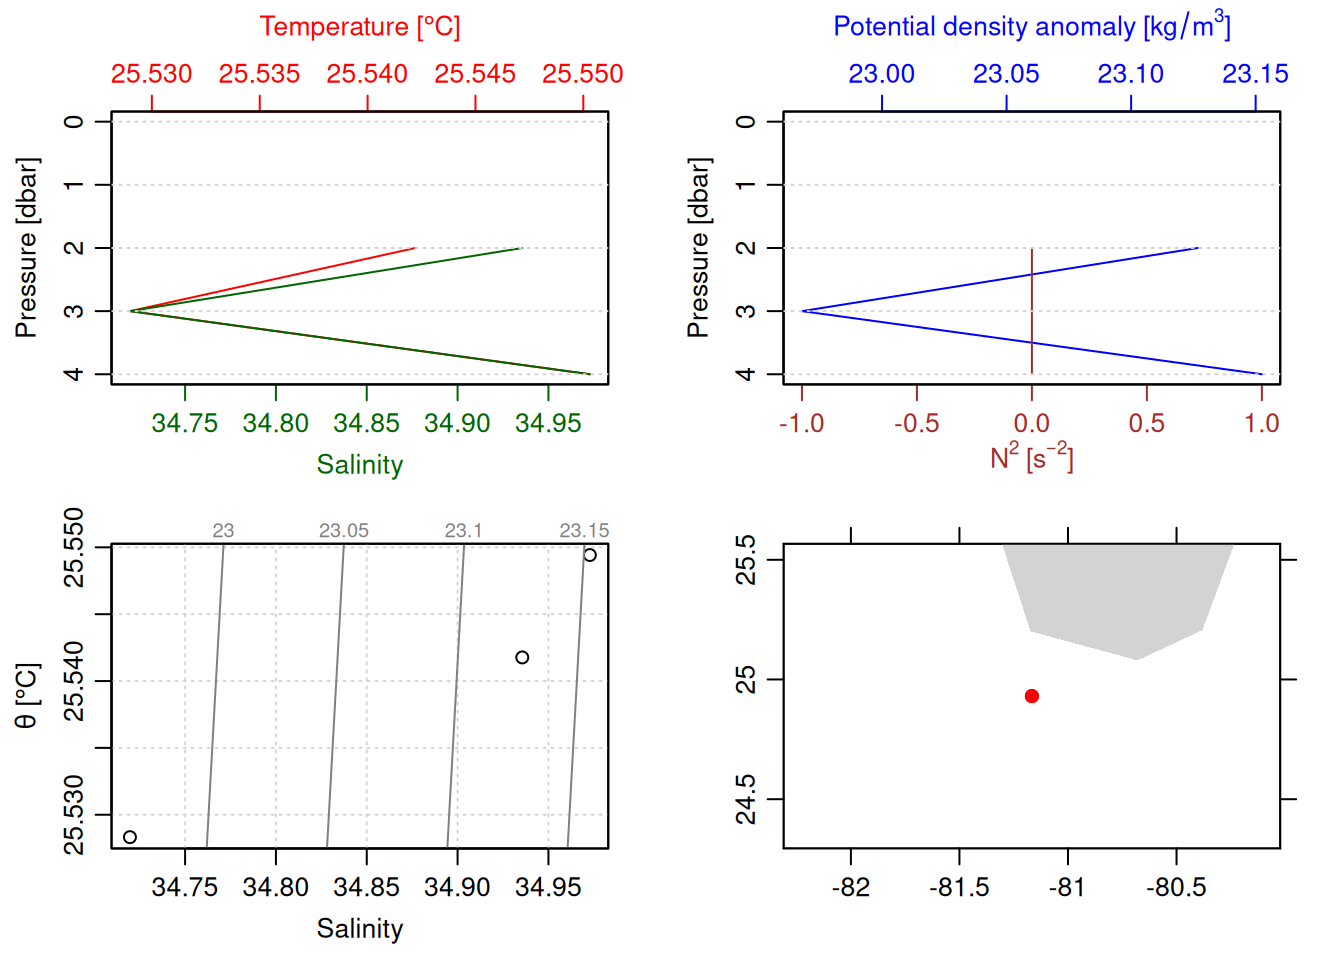 Temperature [°C]
25.530 25.535 25.540 25.545 25.550
Pressure [dbar]
0
1
2
3
4
34.75 34.80 34.85 34.90 34.95
Salinity
Potential density anomaly [kg/m³]
23.00 23.05 23.10 23.15
Pressure [dbar]
0
1
2
3
4
-1.0 -0.5 0.0 0.5 1.0
N² [s⁻²]
23 23.05 23.1 23.15
θ [°C]
25.550
25.540
25.530
34.75 34.80 34.85 34.90 34.95
Salinity
25.5
25
24.5
-82 -81.5 -81 -80.5